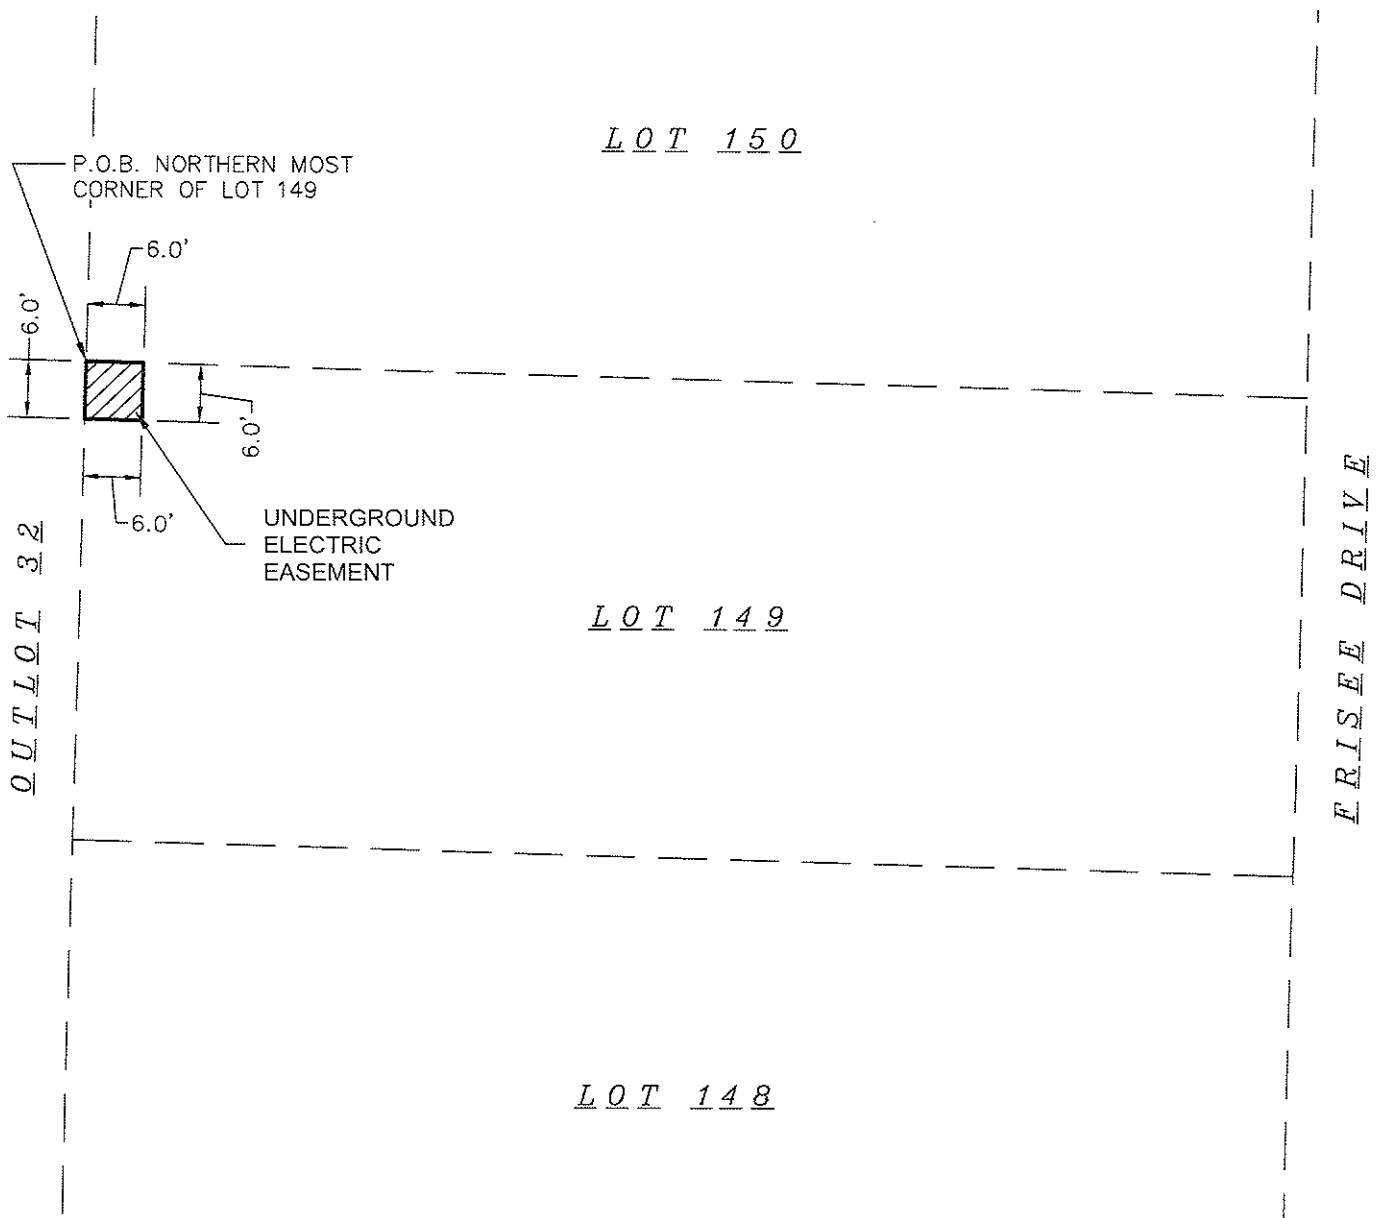 LOT 150
P.O.B. NORTHERN MOST
CORNER OF LOT 149
6.0'
6.0'
6.0'
6.0'
UNDERGROUND
ELECTRIC
EASEMENT
OUTLOT 32
LOT 149
FRISEE DRIVE
LOT 148